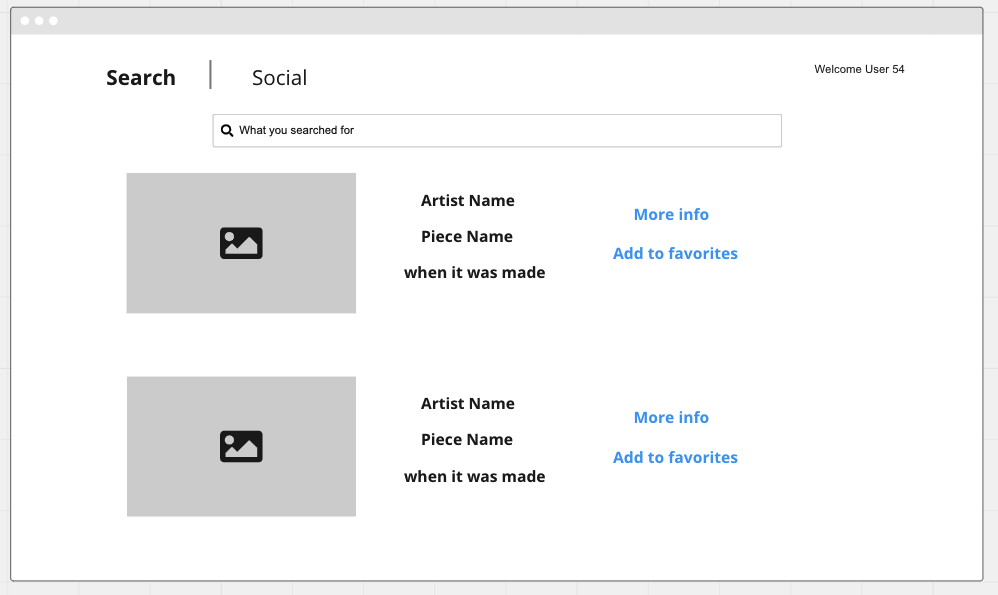 Search
Social
Welcome User 54
What you searched for
Artist Name
Piece Name
when it was made
More info
Add to favorites
Artist Name
Piece Name
when it was made
More info
Add to favorites